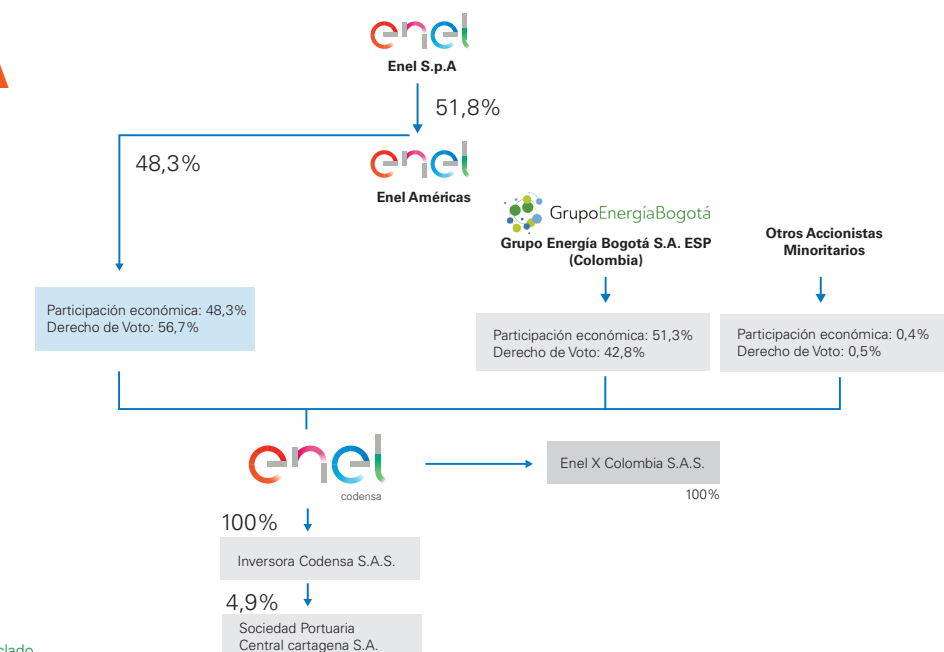 enel
Enel S.p.A
51,8%
48,3%
enel
Enel Américas
GrupoEnergíaBogotá
Grupo Energía Bogotá S.A. ESP
(Colombia)
Otros Accionistas
Minoritarios
Participación económica: 48,3%
Derecho de Voto: 56,7%
Participación económica: 51,3%
Derecho de Voto: 42,8%
Participación económica: 0,4%
Derecho de Voto: 0,5%
enel
codensa
Enel X Colombia S.A.S.
100%
100%
Inversora Codensa S.A.S.
4,9%
Sociedad Portuaria
Central cartagena S.A.